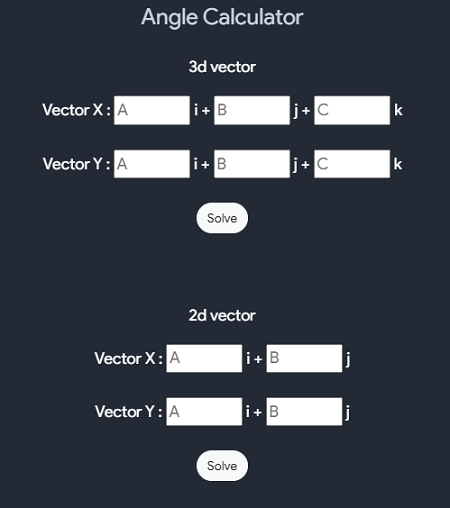 Angle Calculator
3d vector
Vector X : A i + B j + C k
Vector Y : A i + B j + C k
Solve
2d vector
Vector X : A i + B j
Vector Y : A i + B j
Solve